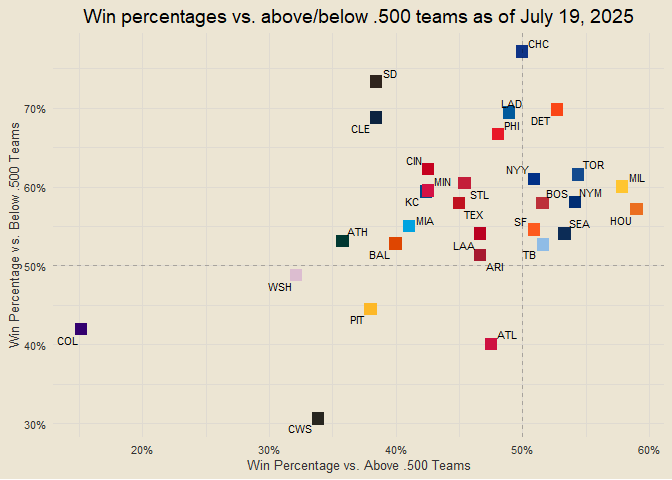 Win percentages vs. above/below .500 teams as of July 19, 2025
CHC
SD
70%
LAD
DET
CLE
PHI
CIN
NYY
TOR
MIN
MIL
60%
KC
STL
BOS
NYM
TEX
MIA
SF
SEA
HOU
ATH
LAA
BAL
TB
ARI
50%
WSH
PIT
COL
ATL
40%
CWS
30%
20%
30%
40%
50%
60%
Win Percentage vs. Below .500 Teams
Win Percentage vs. Above .500 Teams